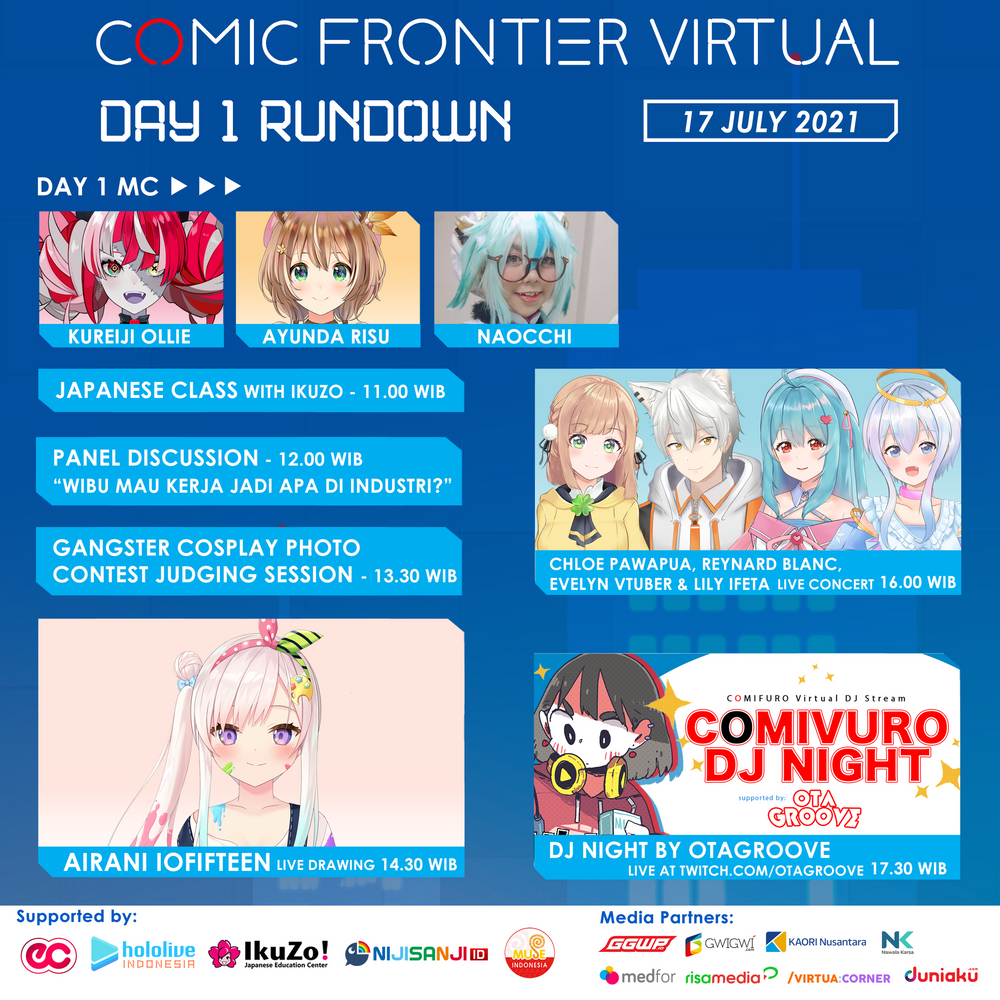 COMIC FRONTIER VIRTUAL
DAY 1 RUNDOWN
17 JULY 2021
DAY 1 MC
KUREIJI OLLIE
AYUNDA RISU
NAOCCHI
JAPANESE CLASS WITH IKUZO - 11.00 WIB
PANEL DISCUSSION - 12.00 WIB
“WIBU MAU KERJA JADI APA DI INDUSTRI?”
GANGSTER COSPLAY PHOTO
CONTEST JUDGING SESSION - 13.30 WIB
AIRANI IOFIFTEEN LIVE DRAWING 14.30 WIB
CHLOE PAWAPUA, REYNARD BLANC,
EVELYN VTUBER & LILY IFETA LIVE CONCERT 16.00 WIB
COMIFURO Virtual DJ Stream
COMIVURO
DJ NIGHT
supported by:
OTA
GROOVE
DJ NIGHT BY OTAGROOVE
LIVE AT TWITCH.COM/OTAGROOVE 17.30 WIB
Supported by:
ec
hololive
INDONESIA
IkuZo!
Japanese Education Center
NIJISANJI ID
MUSE
INDONESIA
Media Partners:
GGWP
GWIGWI
KAORI Nusantara
NK
Nawala Karsa
medfor
risamedia
/VIRTUA:CORNER
duniaku